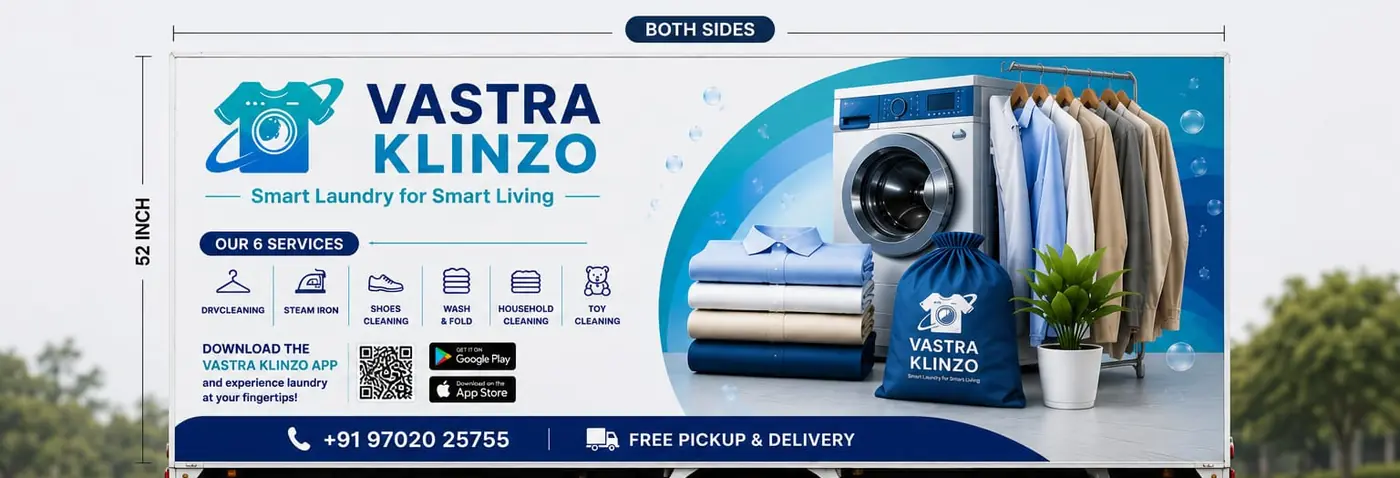 BOTH SIDES
52 INCH
VASTRA
KLINZO
Smart Laundry for Smart Living
OUR 6 SERVICES
DRYCLEANING
STEAM IRON
SHOES
CLEANING
WASH
& FOLD
HOUSEHOLD
CLEANING
TOY
CLEANING
DOWNLOAD THE
VASTRA KLINZO APP
and experience laundry
at your fingertips!
GET IT ON
Google Play
Download on the
App Store
VASTRA
KLINZO
Smart Laundry for Smart Living
+91 97020 25755
FREE PICKUP & DELIVERY